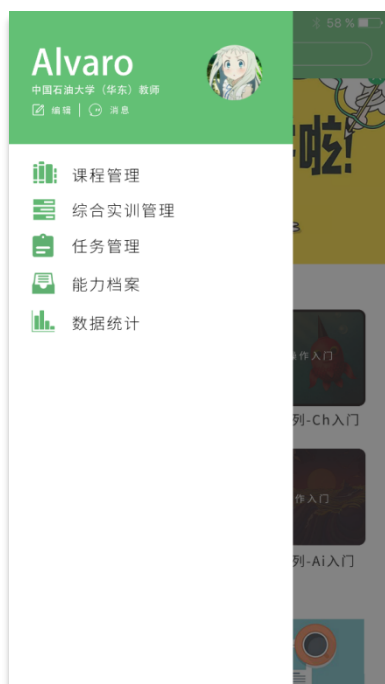 58 %
Alvaro
中国石油大学（华东）教师
编辑 | 消息
课程管理
综合实训管理
任务管理
能力档案
数据统计
啦!
操作入门
列-Ch入门
作入门
列-Ai入门